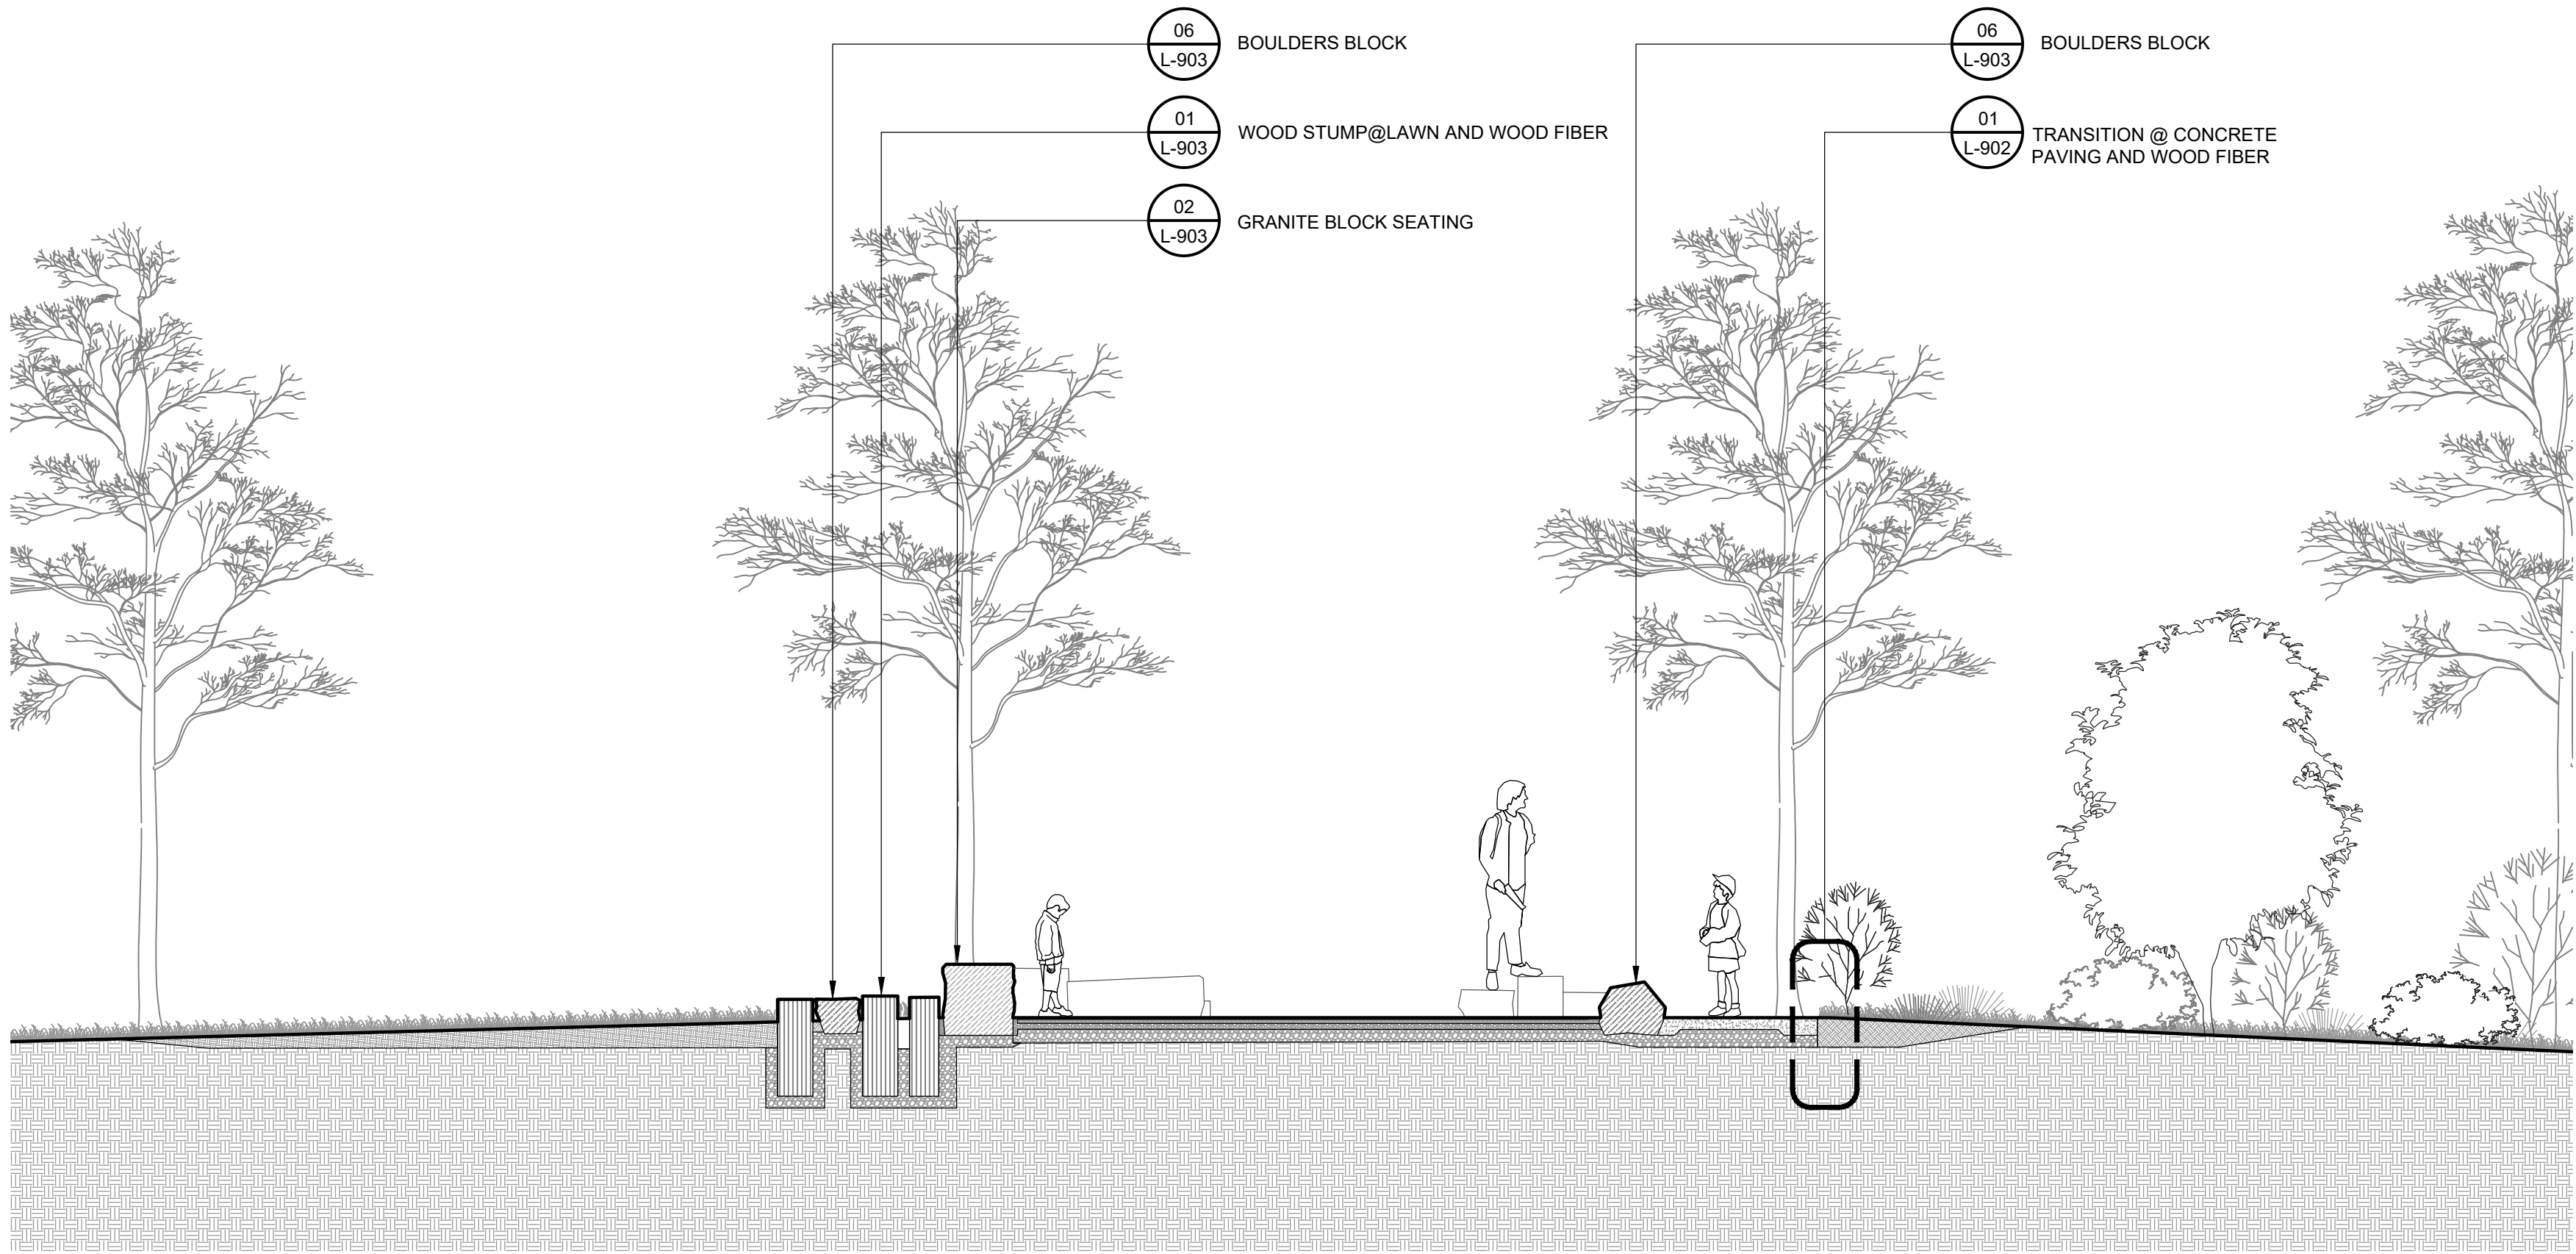 06
L-903
BOULDERS BLOCK
01
L-903
WOOD STUMP@LAWN AND WOOD FIBER
02
L-903
GRANITE BLOCK SEATING
06
L-903
BOULDERS BLOCK
01
L-902
TRANSITION @ CONCRETE
PAVING AND WOOD FIBER